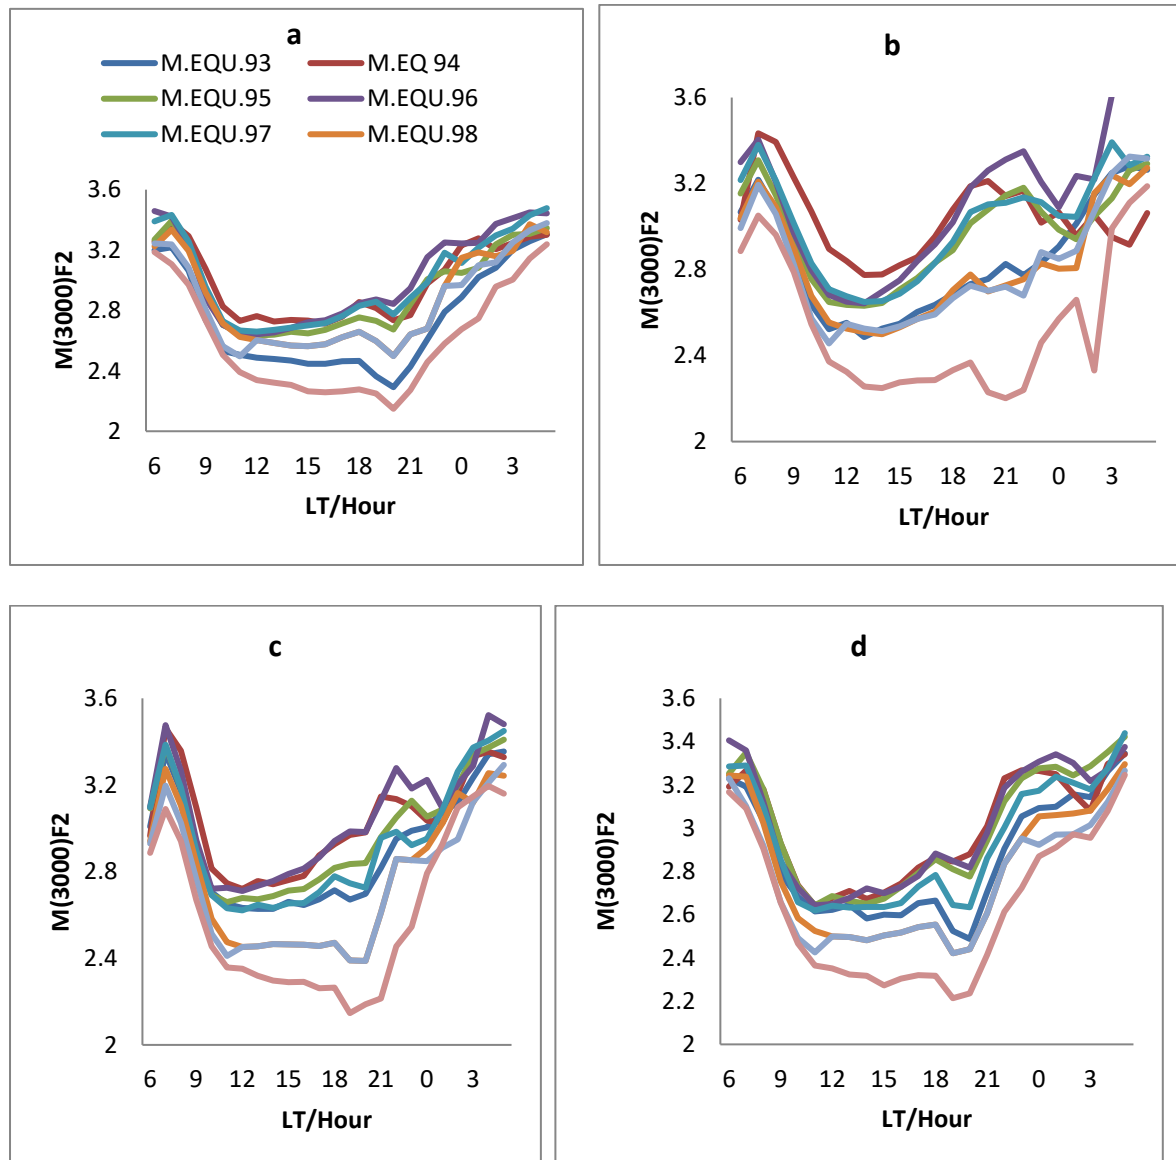 a
M.EQU.93 M.EQ 94
M.EQU.95 M.EQU.96
M.EQU.97 M.EQU.98
3.6
3.2
2.8
2.4
2
M(3000)F2
6 9 12 15 18 21 0 3
LT/Hour
b
3.6
3.2
2.8
2.4
2
M(3000)F2
6 9 12 15 18 21 0 3
LT/Hour
c
3.6
3.2
2.8
2.4
2
M(3000)F2
6 9 12 15 18 21 0 3
LT/Hour
d
3.6
3.4
3.2
3
2.8
2.6
2.4
2.2
2
M(3000)F2
6 9 12 15 18 21 0 3
LT/Hour